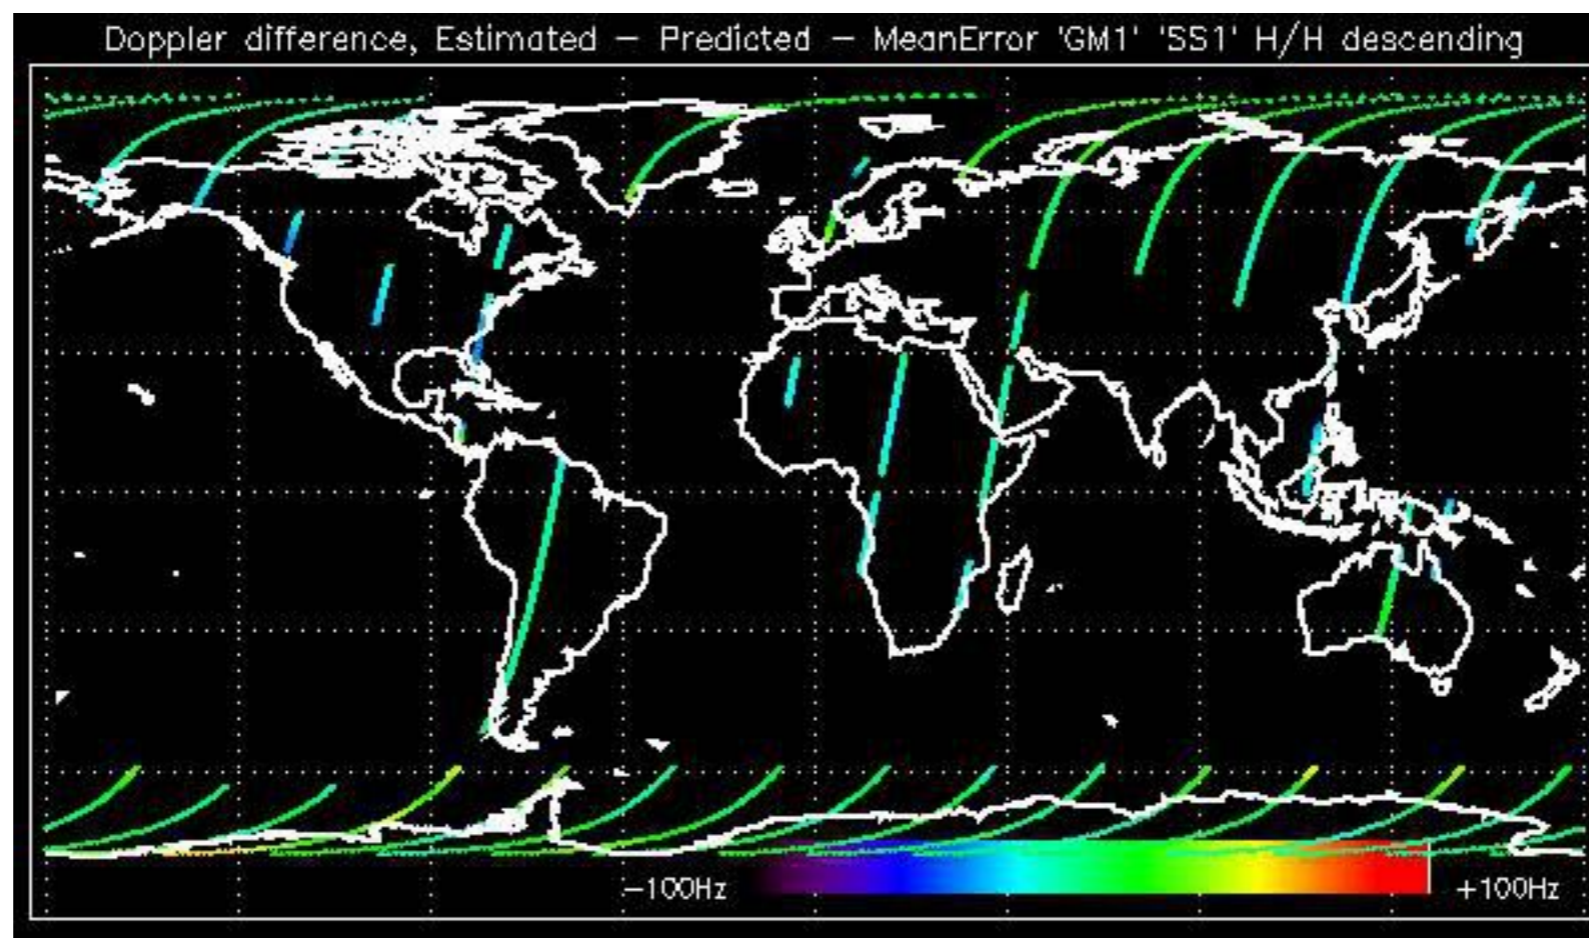 Doppler difference, Estimated – Predicted – MeanError 'GM1' 'SS1' H/H descending
–100Hz +100Hz